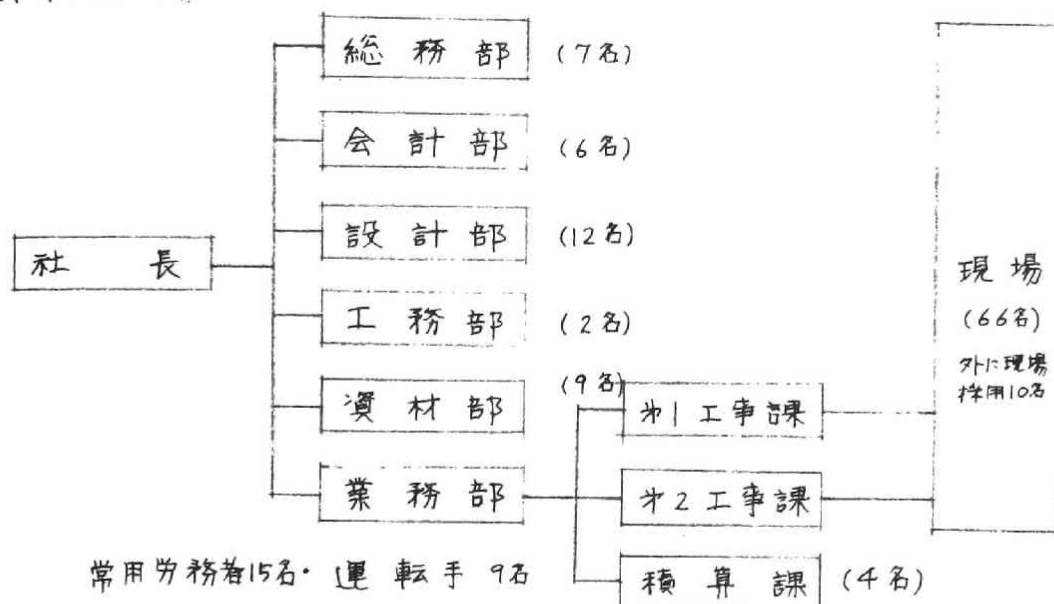 総務部 (7名)
会計部 (6名)
設計部 (12名)
社長
工務部 (2名)
資材部 (9名)
業務部
才1工事課
才2工事課
積算課 (4名)
現場
(66名)
外に現場
採用10名
常用労務者15名・運転手 9名